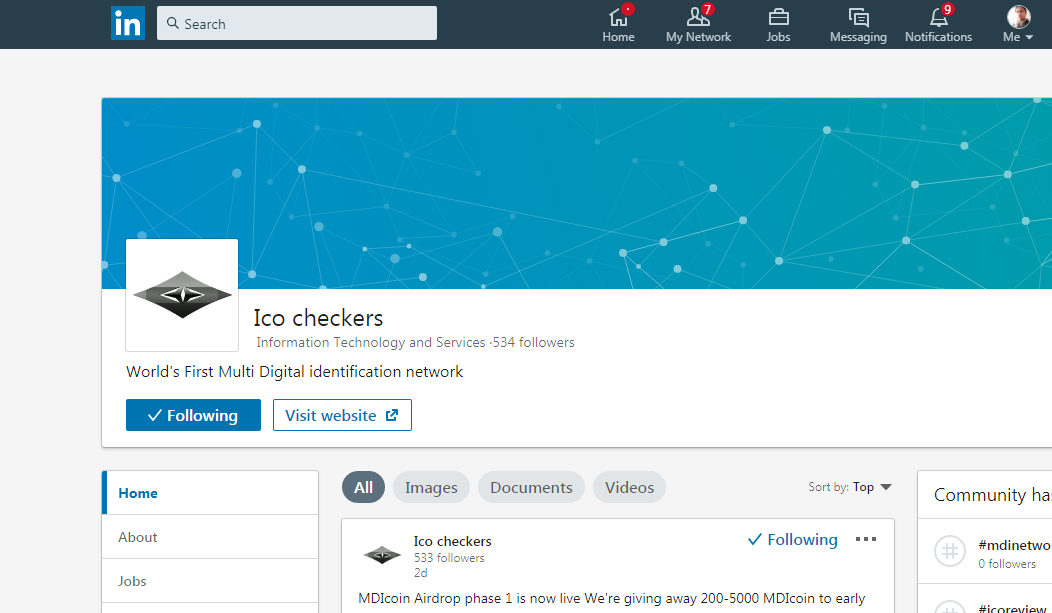 in Search
Home
7
My Network
Jobs
Messaging
9
Notifications
Me
Ico checkers
Information Technology and Services ·534 followers
World's First Multi Digital identification network
Following
Visit website
Home
About
Jobs
All Images Documents Videos
Sort by: Top
Ico checkers
533 followers
2d
Following
MDIcoin Airdrop phase 1 is now live We're giving away 200-5000 MDIcoin to early
Community has
#mdinetwo
0 followers
#icoreview